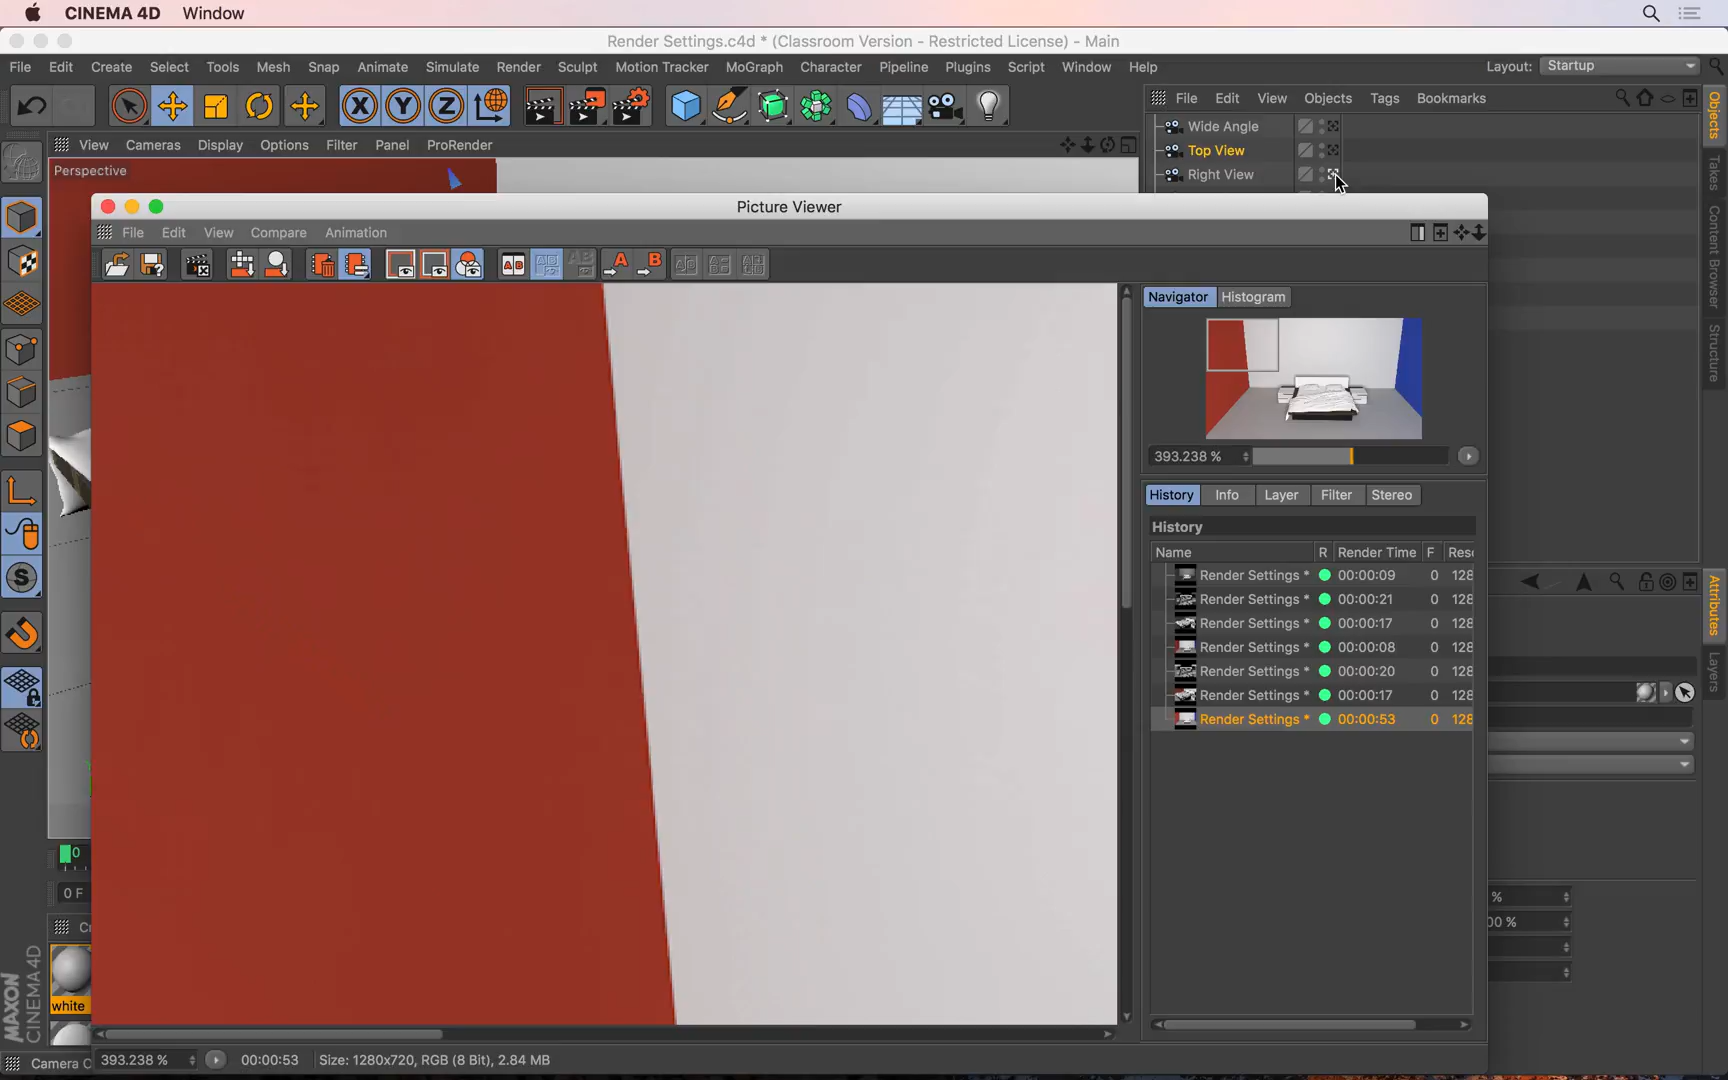 CINEMA 4D Window
Render Settings.c4d * (Classroom Version - Restricted License) - Main
File Edit Create Select Tools Mesh Snap Animate Simulate Render Sculpt Motion Tracker MoGraph Character Pipeline Plugins Script Window Help Layout: Startup
X Y Z
File Edit View Objects Tags Bookmarks
View Cameras Display Options Filter Panel ProRender
Perspective
Wide Angle
Top View
Right View
Objects
Takes
Content Browser
Structure
Picture Viewer
File Edit View Compare Animation
AB
A B
Navigator Histogram
393.238 %
History Info Layer Filter Stereo
History
Name R Render Time F Resc
Render Settings * 00:00:09 0 128
Render Settings * 00:00:21 0 128
Render Settings * 00:00:17 0 128
Render Settings * 00:00:08 0 128
Render Settings * 00:00:20 0 128
Render Settings * 00:00:17 0 128
Render Settings * 00:00:53 0 128
Attributes
Layers
S
0
0 F
%
00 %
white
MAXON
CINEMA 4D
Camera
393.238 % 00:00:53 Size: 1280x720, RGB (8 Bit), 2.84 MB